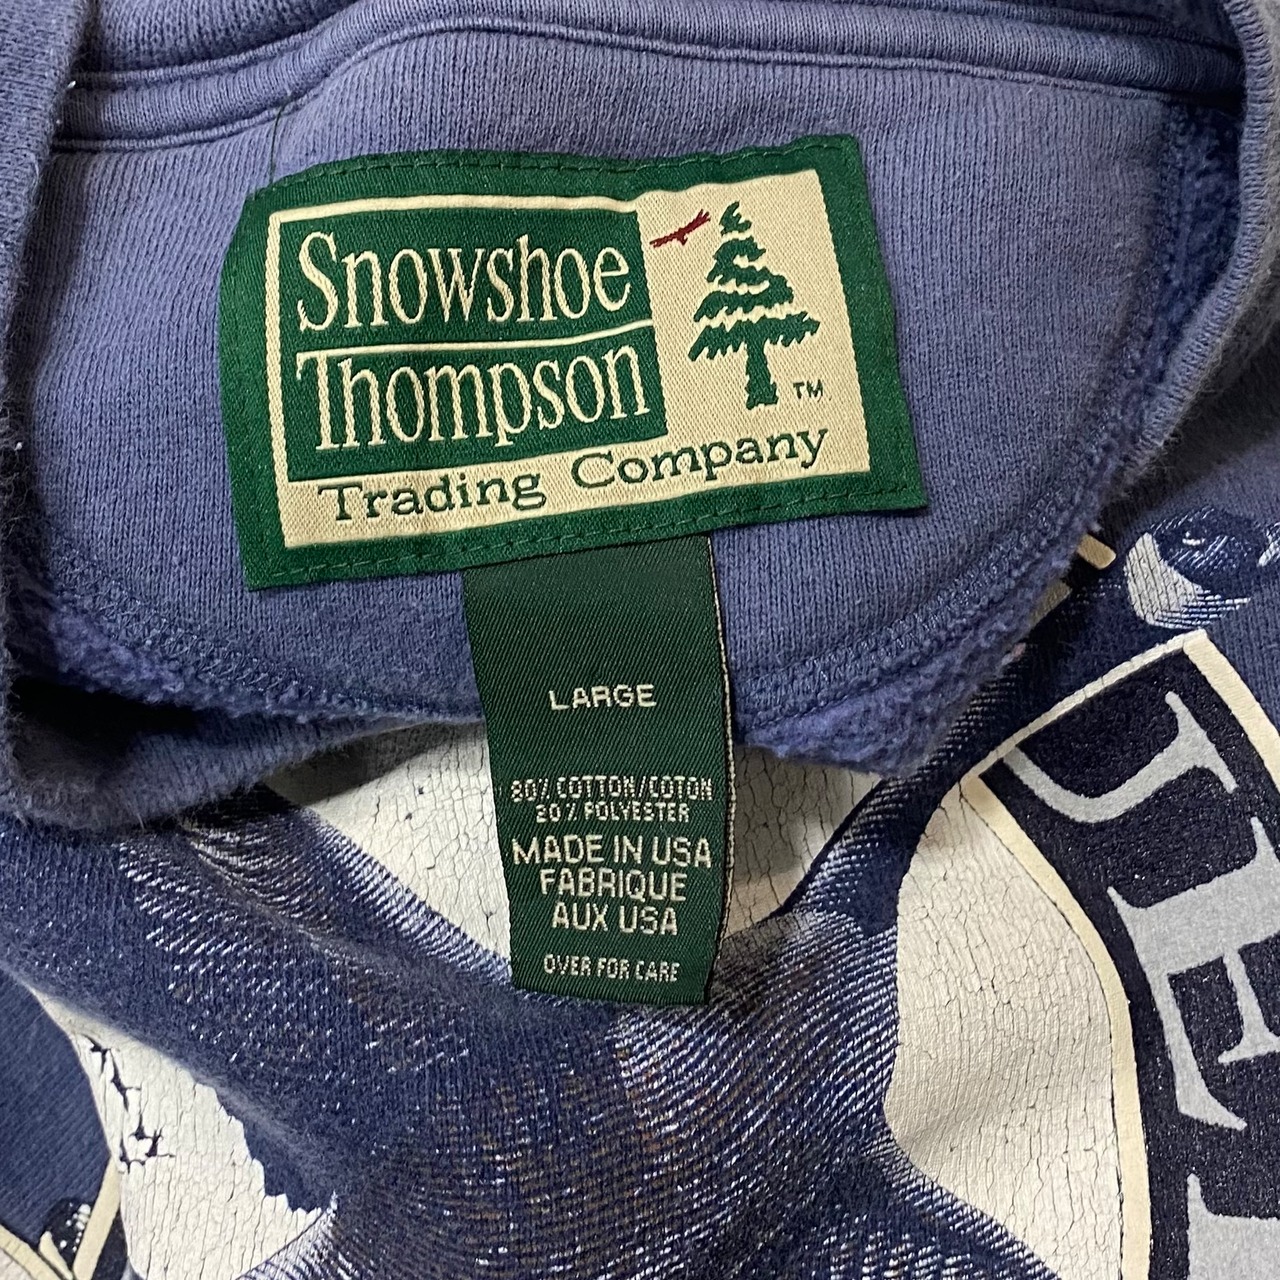 Snowshoe
Thompson
TM
Trading Company
LARGE
80% COTTON/COTON
20% POLYESTER
MADE IN USA
FABRIQUE
AUX USA
OVER FOR CARE